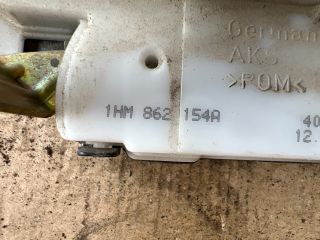 German
AKS
>POM<
1HM 862 154A
40
12.